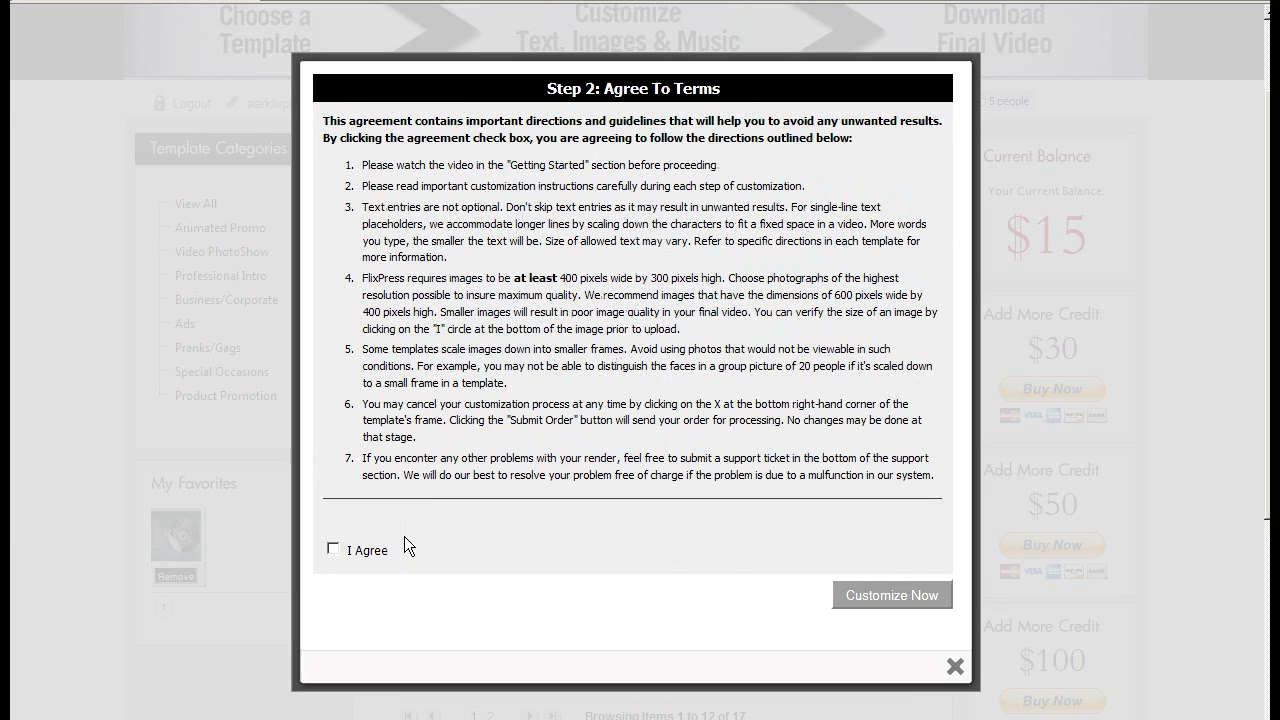 Choose a
Template
Customize
Text, Images & Music
Download
Final Video
Logout
5 people
Template Categories
View All
Animated Promo
Video PhotoShow
Professional Intro
Business/Corporate
Ads
Pranks/Gags
Special Occasions
Product Promotion
My Favorites
Remove
1
Step 2: Agree To Terms
This agreement contains important directions and guidelines that will help you to avoid any unwanted results.
By clicking the agreement check box, you are agreeing to follow the directions outlined below:
1. Please watch the video in the "Getting Started" section before proceeding.
2. Please read important customization instructions carefully during each step of customization.
3. Text entries are not optional. Don't skip text entries as it may result in unwanted results. For single-line text
placeholders, we accommodate longer lines by scaling down the characters to fit a fixed space in a video. More words
you type, the smaller the text will be. Size of allowed text may vary. Refer to specific directions in each template for
more information.
4. FlixPress requires images to be at least 400 pixels wide by 300 pixels high. Choose photographs of the highest
resolution possible to insure maximum quality. We recommend images that have the dimensions of 600 pixels wide by
400 pixels high. Smaller images will result in poor image quality in your final video. You can verify the size of an image by
clicking on the "I" circle at the bottom of the image prior to upload.
5. Some templates scale images down into smaller frames. Avoid using photos that would not be viewable in such
conditions. For example, you may not be able to distinguish the faces in a group picture of 20 people if it's scaled down
to a small frame in a template.
6. You may cancel your customization process at any time by clicking on the X at the bottom right-hand corner of the
template's frame. Clicking the "Submit Order" button will send your order for processing. No changes may be done at
that stage.
7. If you enconter any other problems with your render, feel free to submit a support ticket in the bottom of the support
section. We will do our best to resolve your problem free of charge if the problem is due to a mulfunction in our system.
I Agree
Customize Now
Current Balance
Your Current Balance:
$15
Add More Credit
$30
Buy Now
VISA
Add More Credit
$50
Buy Now
VISA
Add More Credit
$100
Buy Now
1 2
Browsing Items 1 to 12 of 17